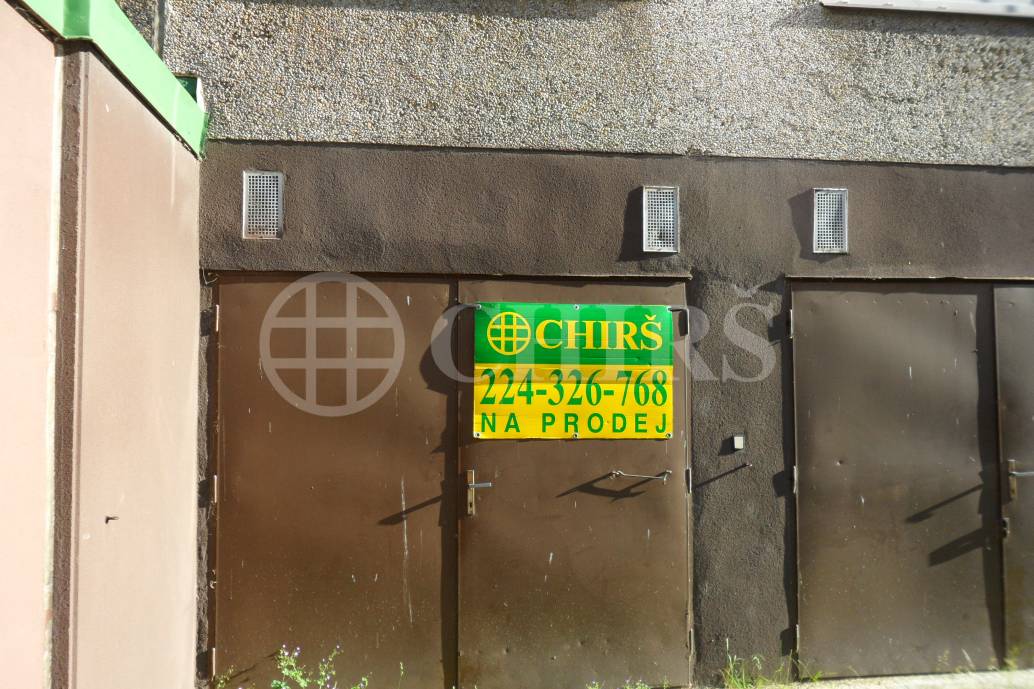 CHIRŠ
224-326-768
NA PRODEJ
CHIRŠ